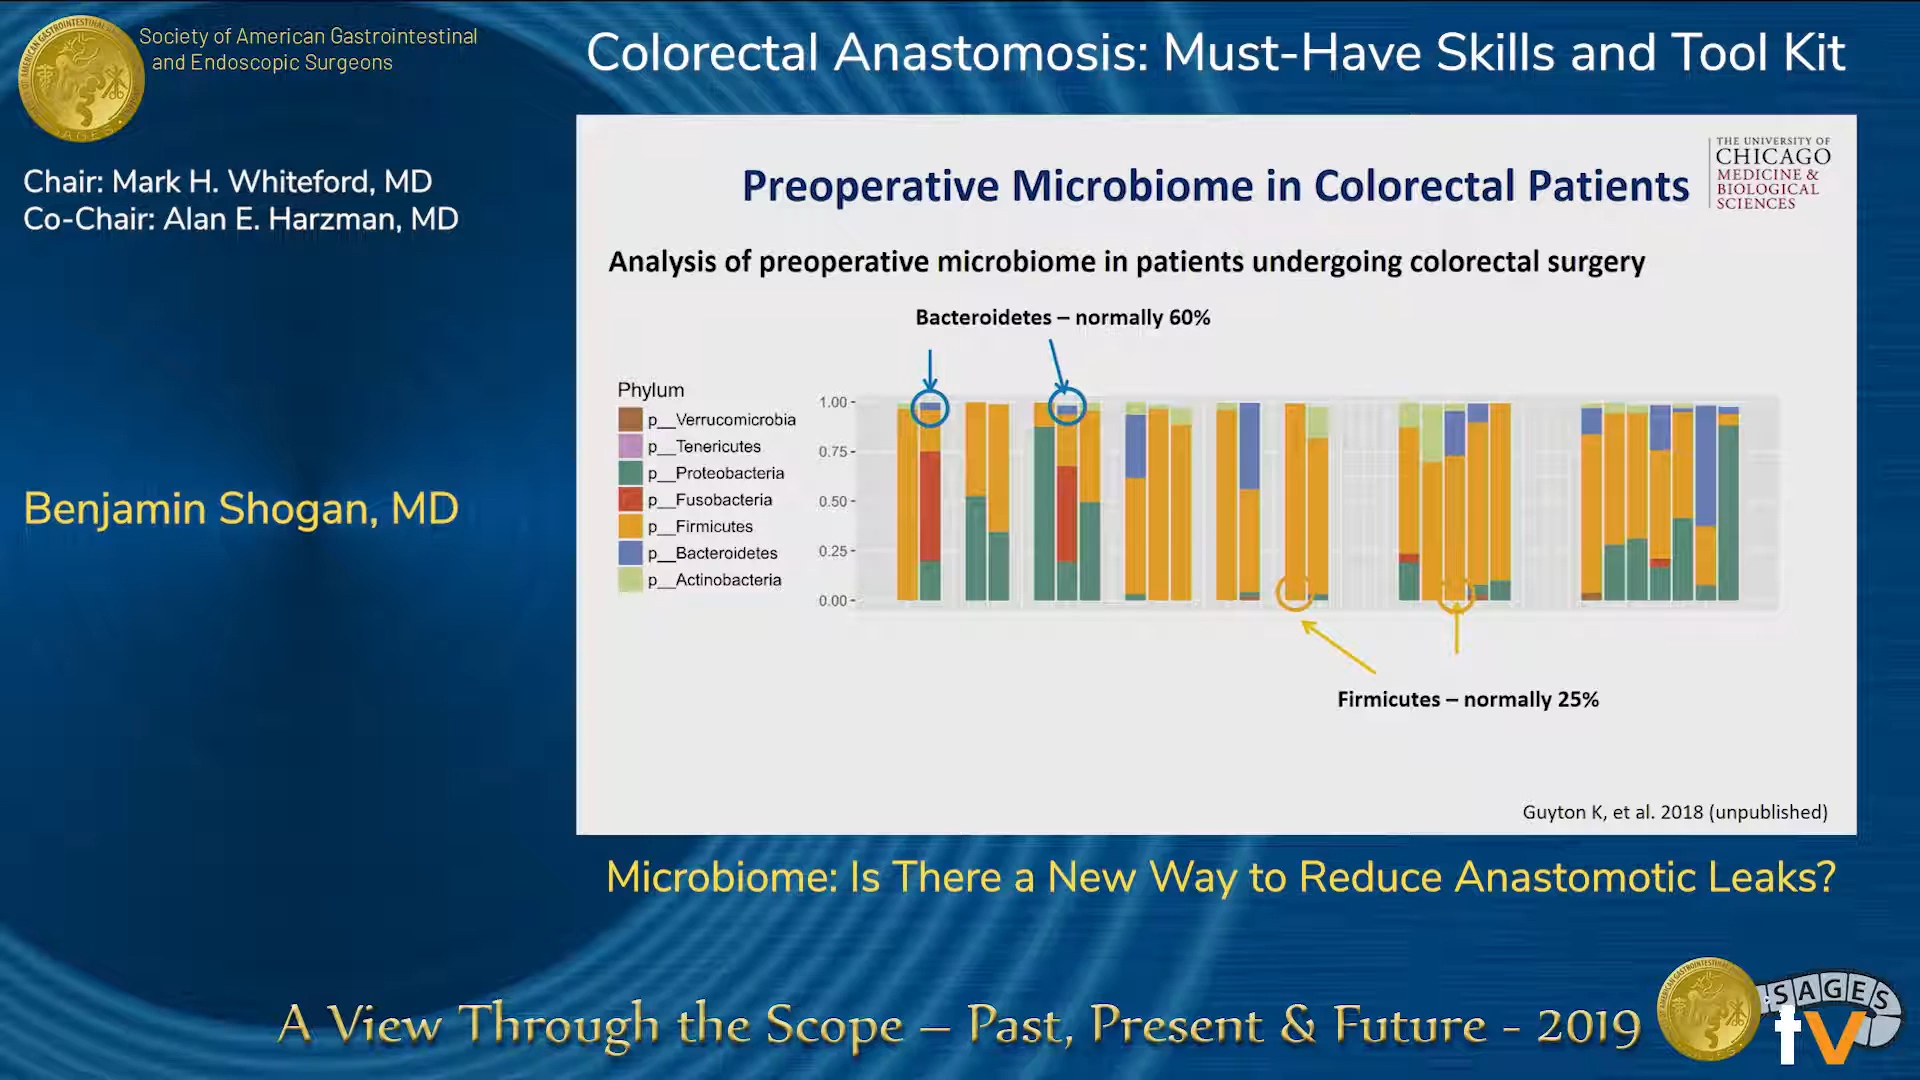 Society of American Gastrointestinal
and Endoscopic Surgeons
Colorectal Anastomosis: Must-Have Skills and Tool Kit
Chair: Mark H. Whiteford, MD
Co-Chair: Alan E. Harzman, MD
Benjamin Shogan, MD
THE UNIVERSITY OF
CHICAGO
MEDICINE &
BIOLOGICAL
SCIENCES
Preoperative Microbiome in Colorectal Patients
Analysis of preoperative microbiome in patients undergoing colorectal surgery
Bacteroidetes – normally 60%
Phylum
p__Verrucomicrobia
p__Tenericutes
p__Proteobacteria
p__Fusobacteria
p__Firmicutes
p__Bacteroidetes
p__Actinobacteria
1.00
0.75
0.50
0.25
0.00
Firmicutes – normally 25%
Guyton K, et al. 2018 (unpublished)
Microbiome: Is There a New Way to Reduce Anastomotic Leaks?
A View Through the Scope – Past, Present & Future - 2019
SAGES
tv